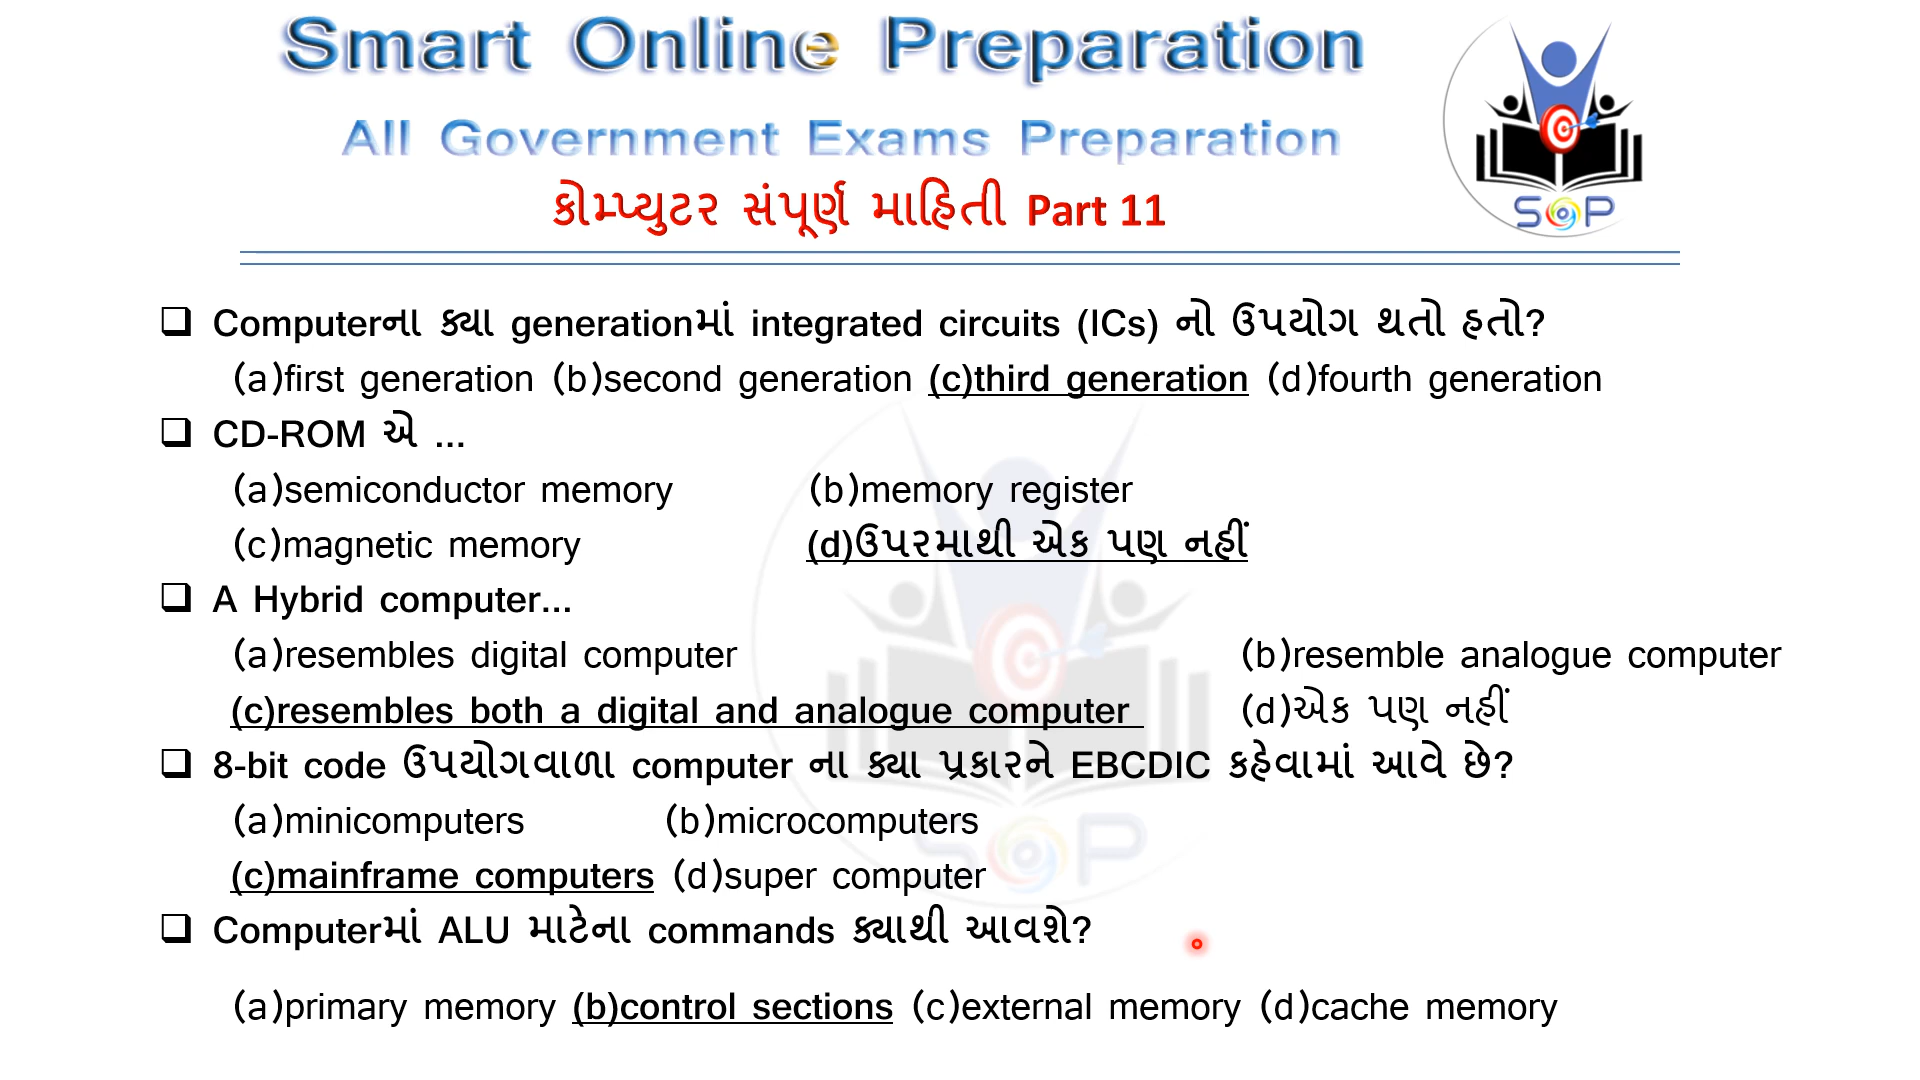 Smart Online Preparation
All Government Exams Preparation
કોમ્પ્યુટર સંપૂર્ણ માહિતી Part 11
SOP
Computerના ક્યા generationમાં integrated circuits (ICs) નો ઉપયોગ થતો હતો?
(a)first generation (b)second generation (c)third generation (d)fourth generation
CD-ROM એ ...
(a)semiconductor memory (b)memory register
(c)magnetic memory (d)ઉપરમાથી એક પણ નહીં
A Hybrid computer...
(a)resembles digital computer (b)resemble analogue computer
(c)resembles both a digital and analogue computer (d)એક પણ નહીં
8-bit code ઉપયોગવાળા computer ના ક્યા પ્રકારને EBCDIC કહેવામાં આવે છે?
(a)minicomputers (b)microcomputers
(c)mainframe computers (d)super computer
Computerમાં ALU માટેના commands ક્યાથી આવશે?
(a)primary memory (b)control sections (c)external memory (d)cache memory
SOP